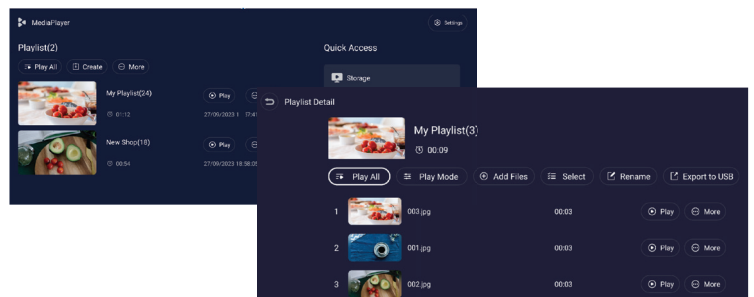 MediaPlayer
Settings
Playlist(2)
Quick Access
Play All
Create
More
Storage
My Playlist(24)
Play
01:12
27/09/2023 1
New Shop(18)
Play
00:54
27/09/2023 18:58:05
Playlist Detail
My Playlist(3)
00:09
Play All
Play Mode
Add Files
Select
Rename
Export to USB
1
003.jpg
00:03
Play
More
2
001.jpg
00:03
Play
More
3
002.jpg
00:03
Play
More